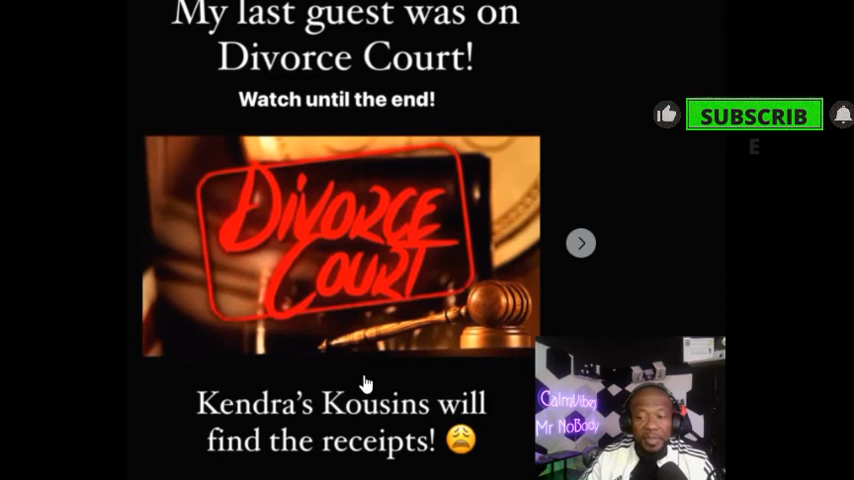 My last guest was on
Divorce Court!
Watch until the end!
SUBSCRIB
E
DIVORCE
COURT
Kendra's Kousins will
find the receipts! 😩
CalmVibez
Mr NoBody